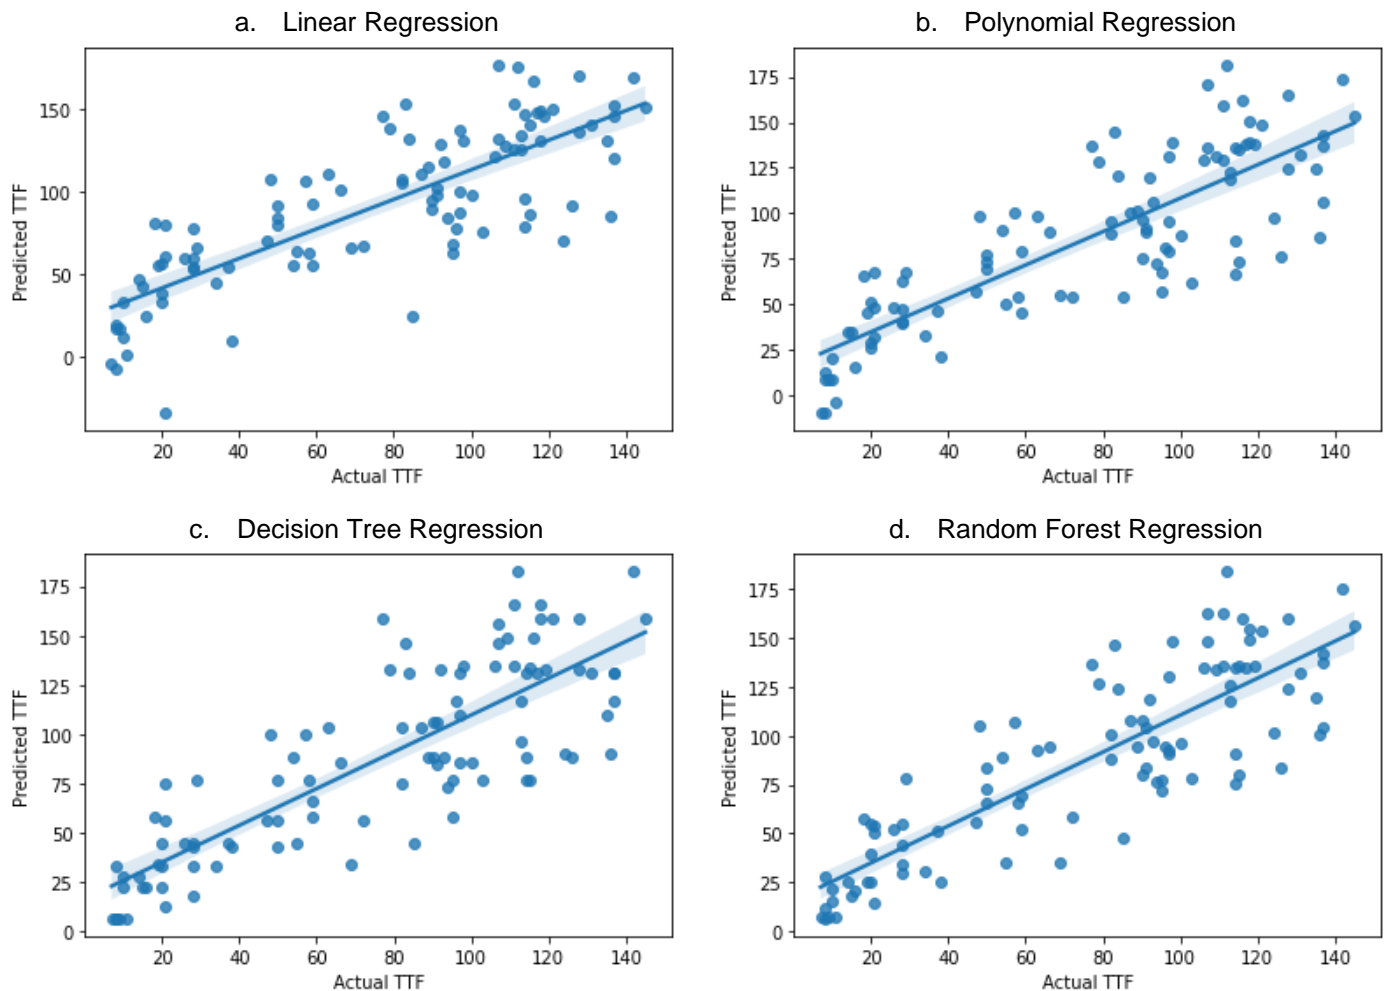 a. Linear Regression
b. Polynomial Regression
Predicted TTF
150
100
50
0
20 40 60 80 100 120 140
Actual TTF
Predicted TTF
175
150
125
100
75
50
25
0
20 40 60 80 100 120 140
Actual TTF
c. Decision Tree Regression
d. Random Forest Regression
Predicted TTF
175
150
125
100
75
50
25
0
20 40 60 80 100 120 140
Actual TTF
Predicted TTF
175
150
125
100
75
50
25
0
20 40 60 80 100 120 140
Actual TTF